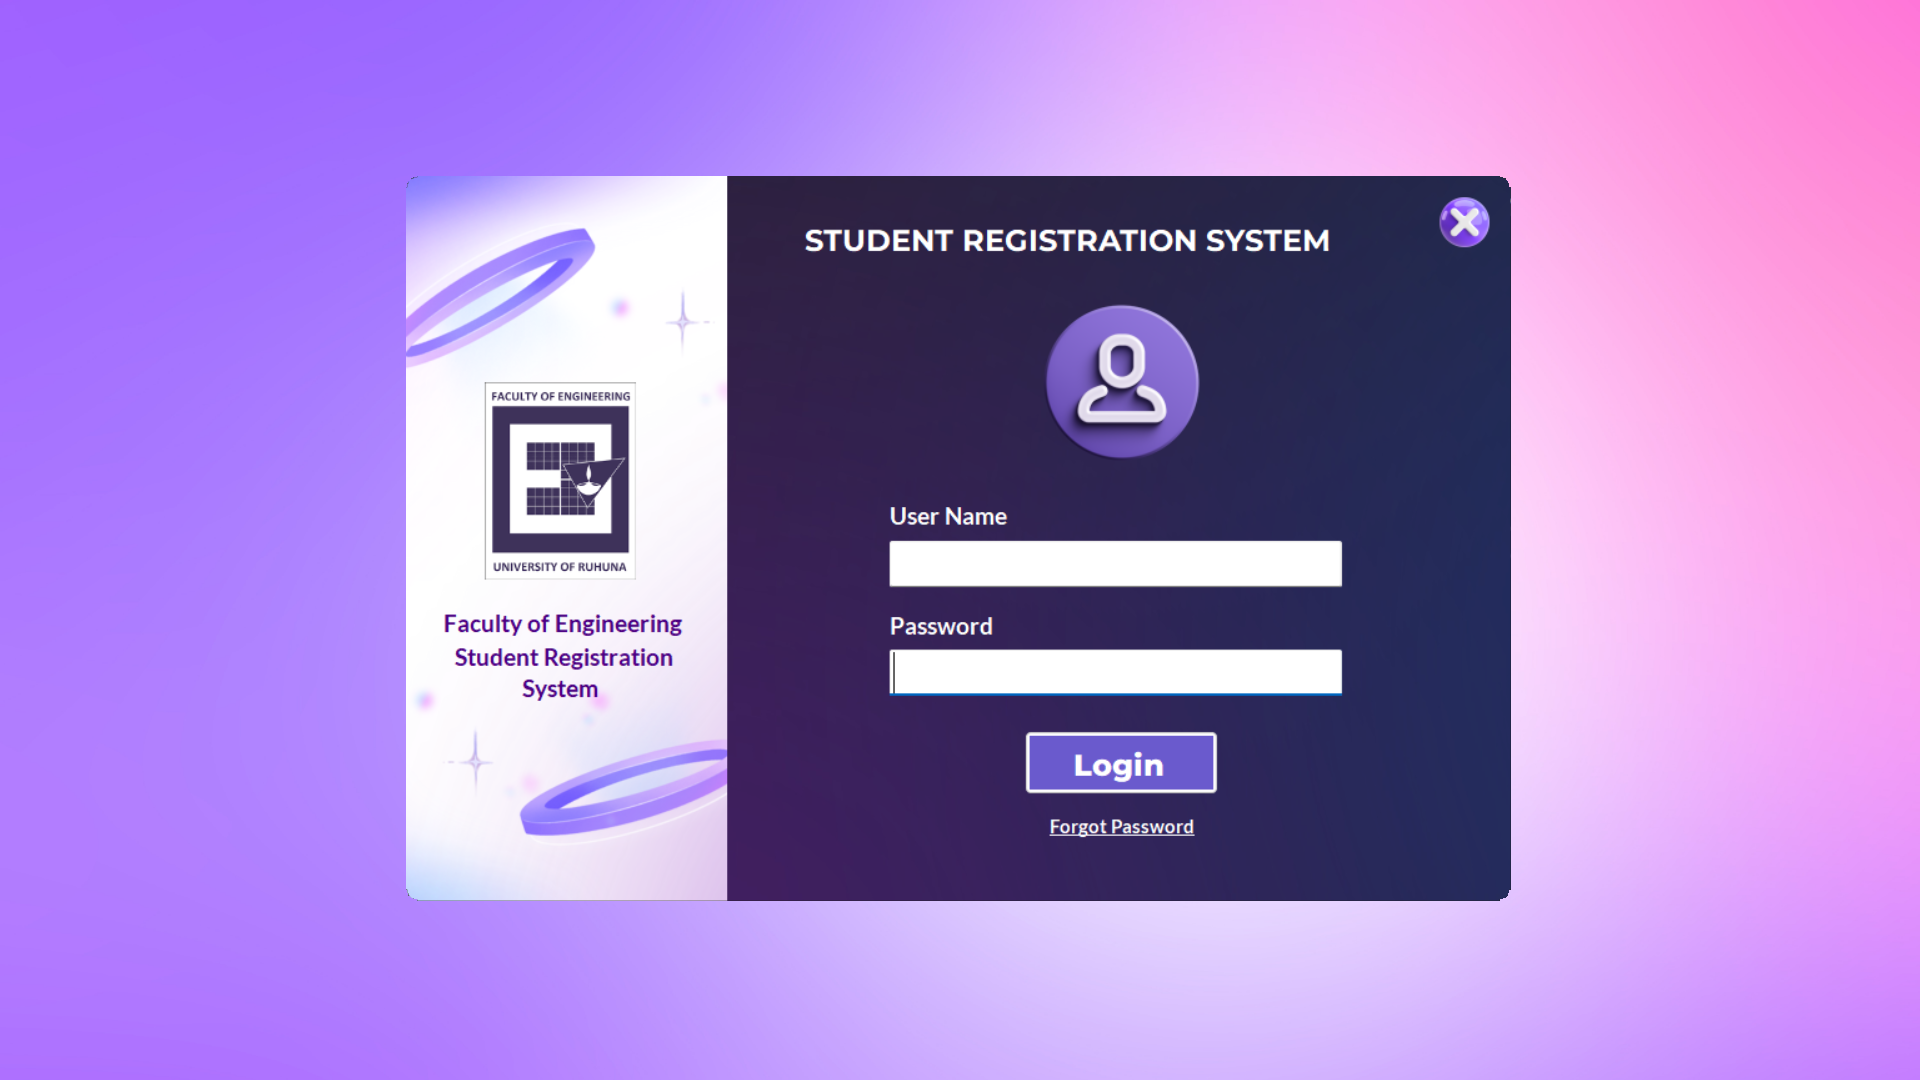 FACULTY OF ENGINEERING
UNIVERSITY OF RUHUNA
Faculty of Engineering
Student Registration
System
STUDENT REGISTRATION SYSTEM
User Name
Password
Login
Forgot Password